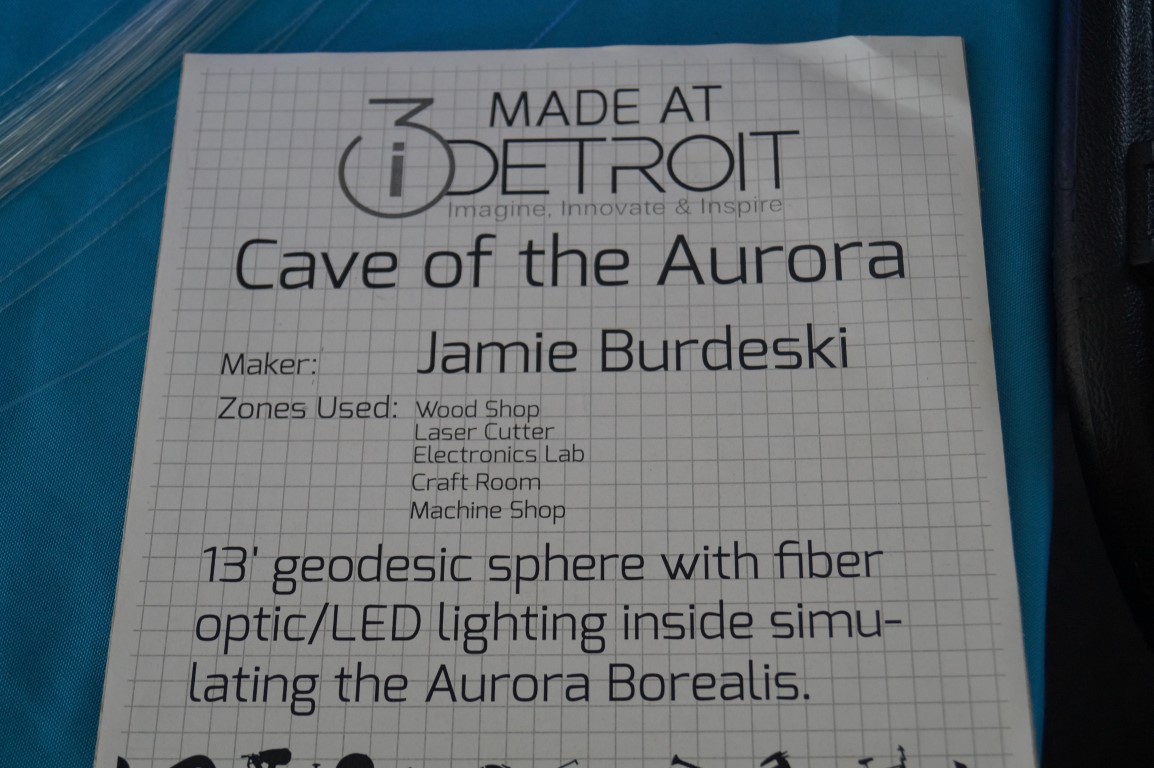 MADE AT
i3 DETROIT
Imagine, Innovate & Inspire
Cave of the Aurora
Maker: Jamie Burdeski
Zones Used: Wood Shop
Laser Cutter
Electronics Lab
Craft Room
Machine Shop
13' geodesic sphere with fiber
optic/LED lighting inside simu-
lating the Aurora Borealis.